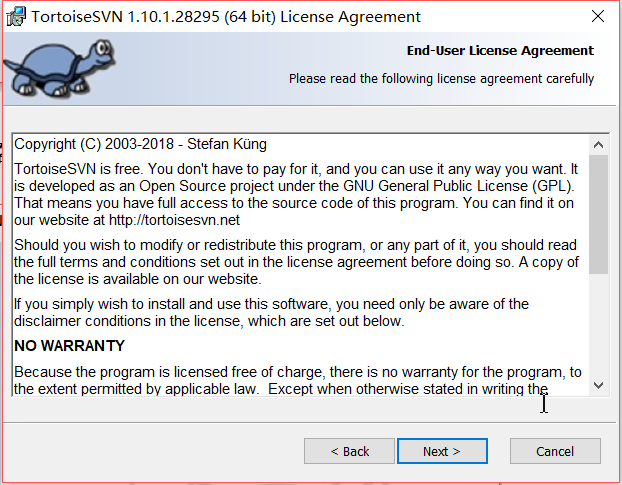 TortoiseSVN 1.10.1.28295 (64 bit) License Agreement
End-User License Agreement
Please read the following license agreement carefully
Copyright (C) 2003-2018 - Stefan Küng
TortoiseSVN is free. You don't have to pay for it, and you can use it any way you want. It
is developed as an Open Source project under the GNU General Public License (GPL).
That means you have full access to the source code of this program. You can find it on
our website at http://tortoisesvn.net
Should you wish to modify or redistribute this program, or any part of it, you should read
the full terms and conditions set out in the license agreement before doing so. A copy of
the license is available on our website.
If you simply wish to install and use this software, you need only be aware of the
disclaimer conditions in the license, which are set out below.
NO WARRANTY
Because the program is licensed free of charge, there is no warranty for the program, to
the extent permitted by applicable law.  Except when otherwise stated in writing the
< Back
Next >
Cancel